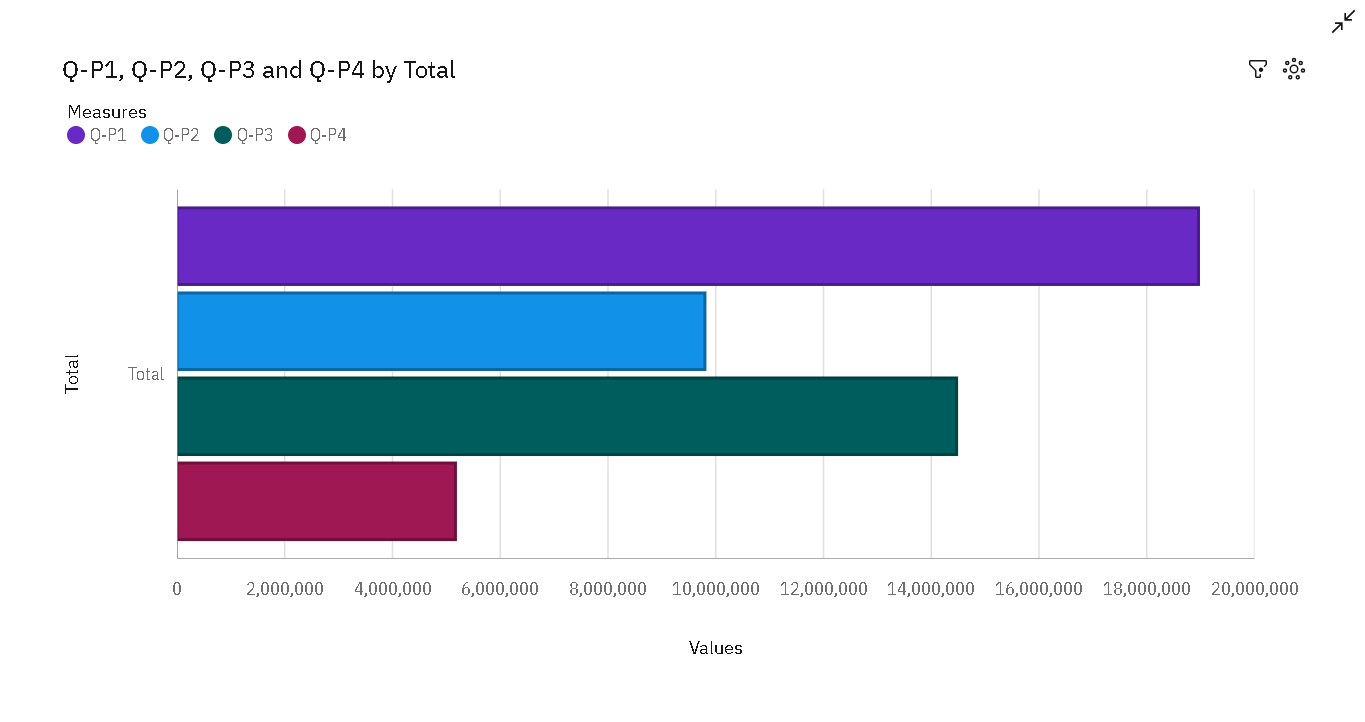 Q-P1, Q-P2, Q-P3 and Q-P4 by Total
Measures
Q-P1 Q-P2 Q-P3 Q-P4
Total
Total
0 2,000,000 4,000,000 6,000,000 8,000,000 10,000,000 12,000,000 14,000,000 16,000,000 18,000,000 20,000,000
Values